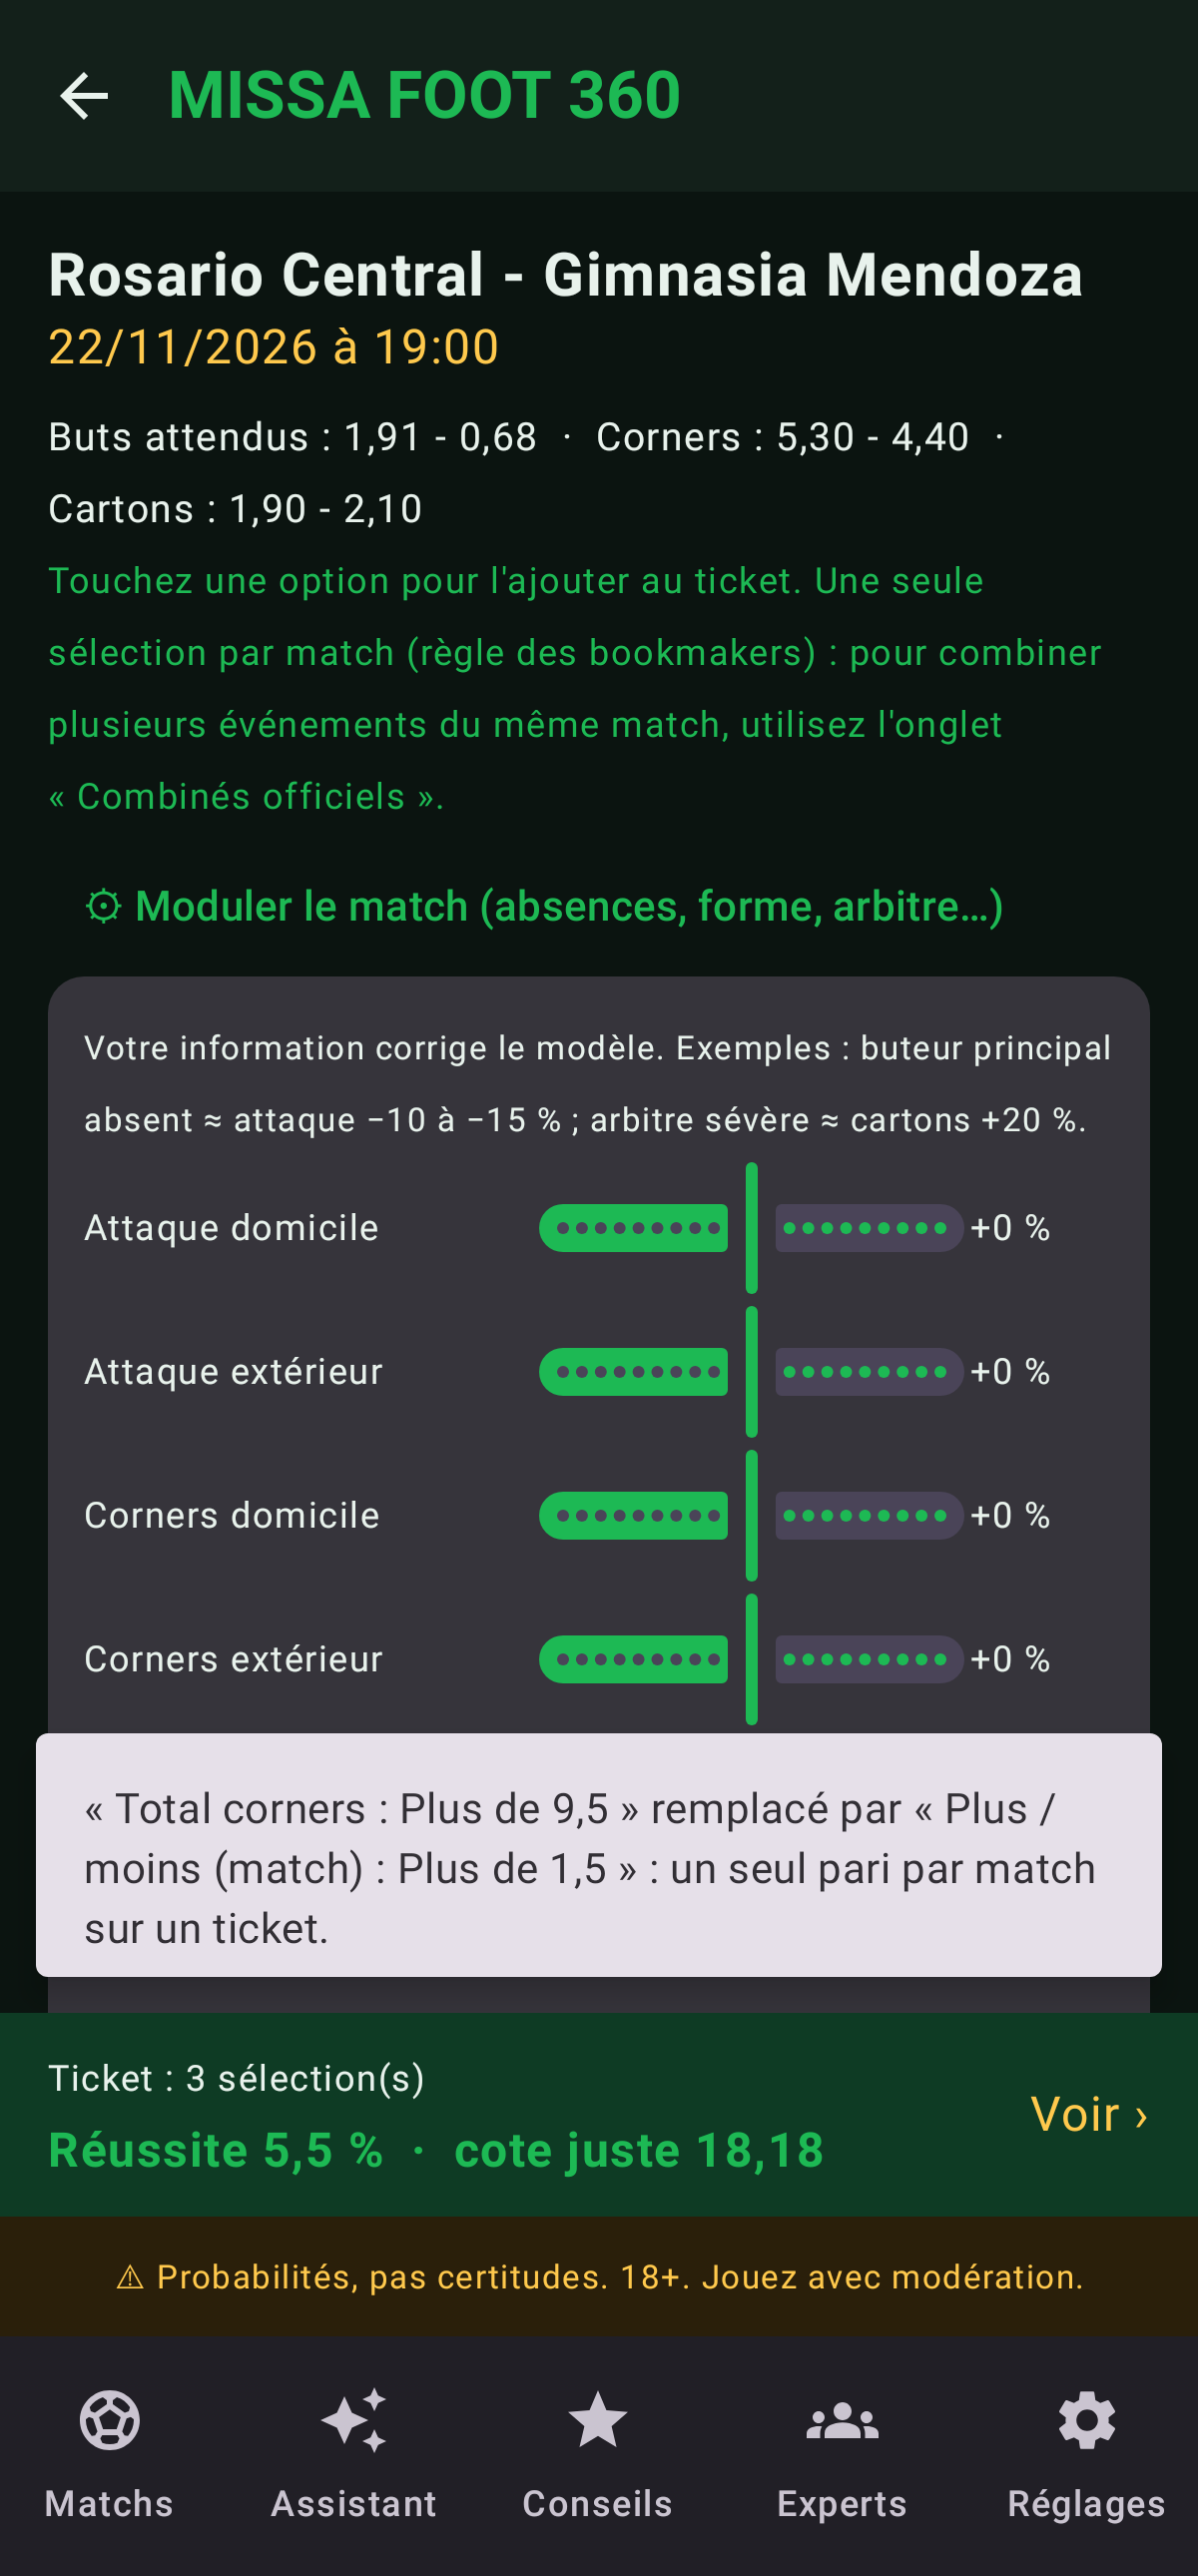 MISSA FOOT 360
Rosario Central - Gimnasia Mendoza
22/11/2026 à 19:00
Buts attendus : 1,91 - 0,68 · Corners : 5,30 - 4,40 ·
Cartons : 1,90 - 2,10
Touchez une option pour l'ajouter au ticket. Une seule
sélection par match (règle des bookmakers) : pour combiner
plusieurs événements du même match, utilisez l'onglet
« Combinés officiels ».
Moduler le match (absences, forme, arbitre…)
Votre information corrige le modèle. Exemples : buteur principal
absent ≈ attaque −10 à −15 % ; arbitre sévère ≈ cartons +20 %.
Attaque domicile +0 %
Attaque extérieur +0 %
Corners domicile +0 %
Corners extérieur +0 %
« Total corners : Plus de 9,5 » remplacé par « Plus /
moins (match) : Plus de 1,5 » : un seul pari par match
sur un ticket.
Ticket : 3 sélection(s)
Réussite 5,5 % · cote juste 18,18
Voir ›
⚠ Probabilités, pas certitudes. 18+. Jouez avec modération.
Matchs Assistant Conseils Experts Réglages